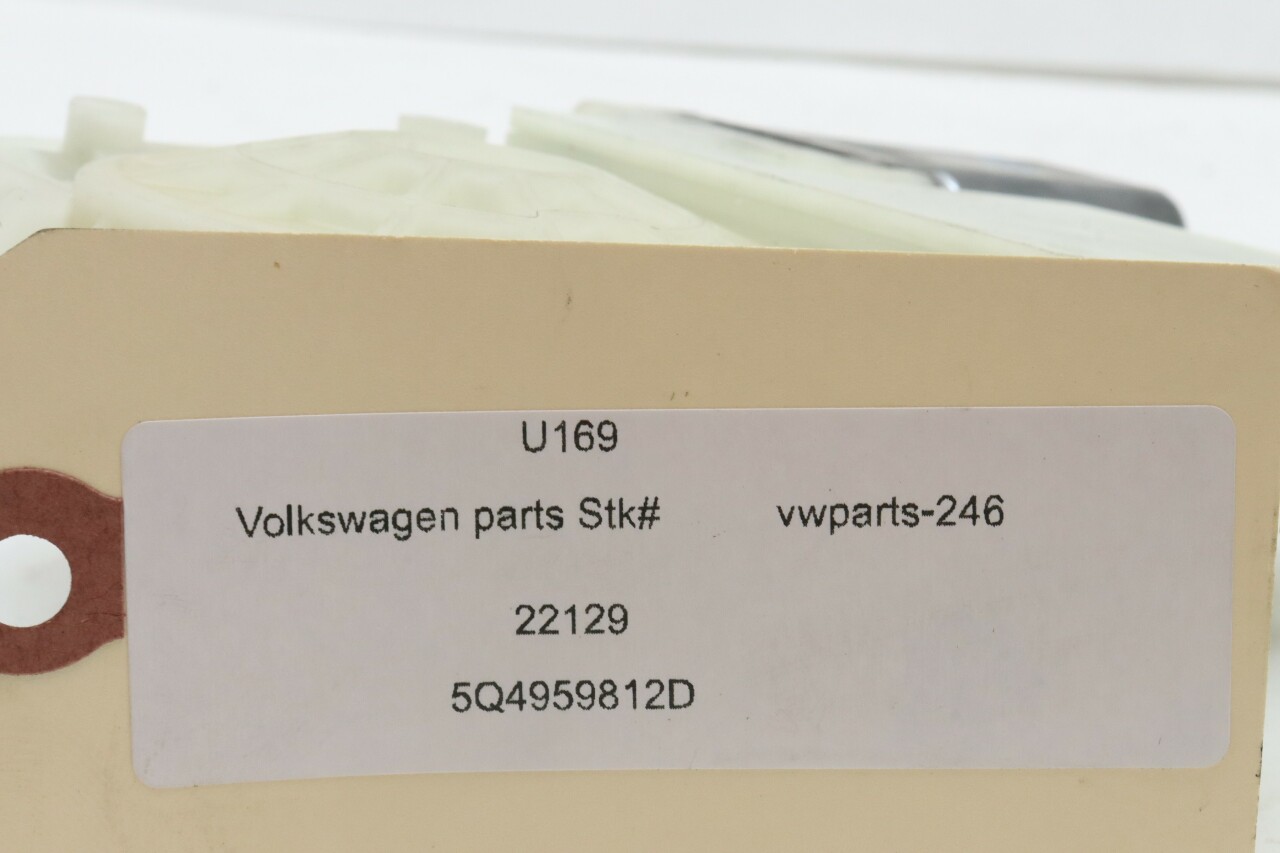 U169
Volkswagen parts Stk# vwparts-246
22129
5Q4959812D